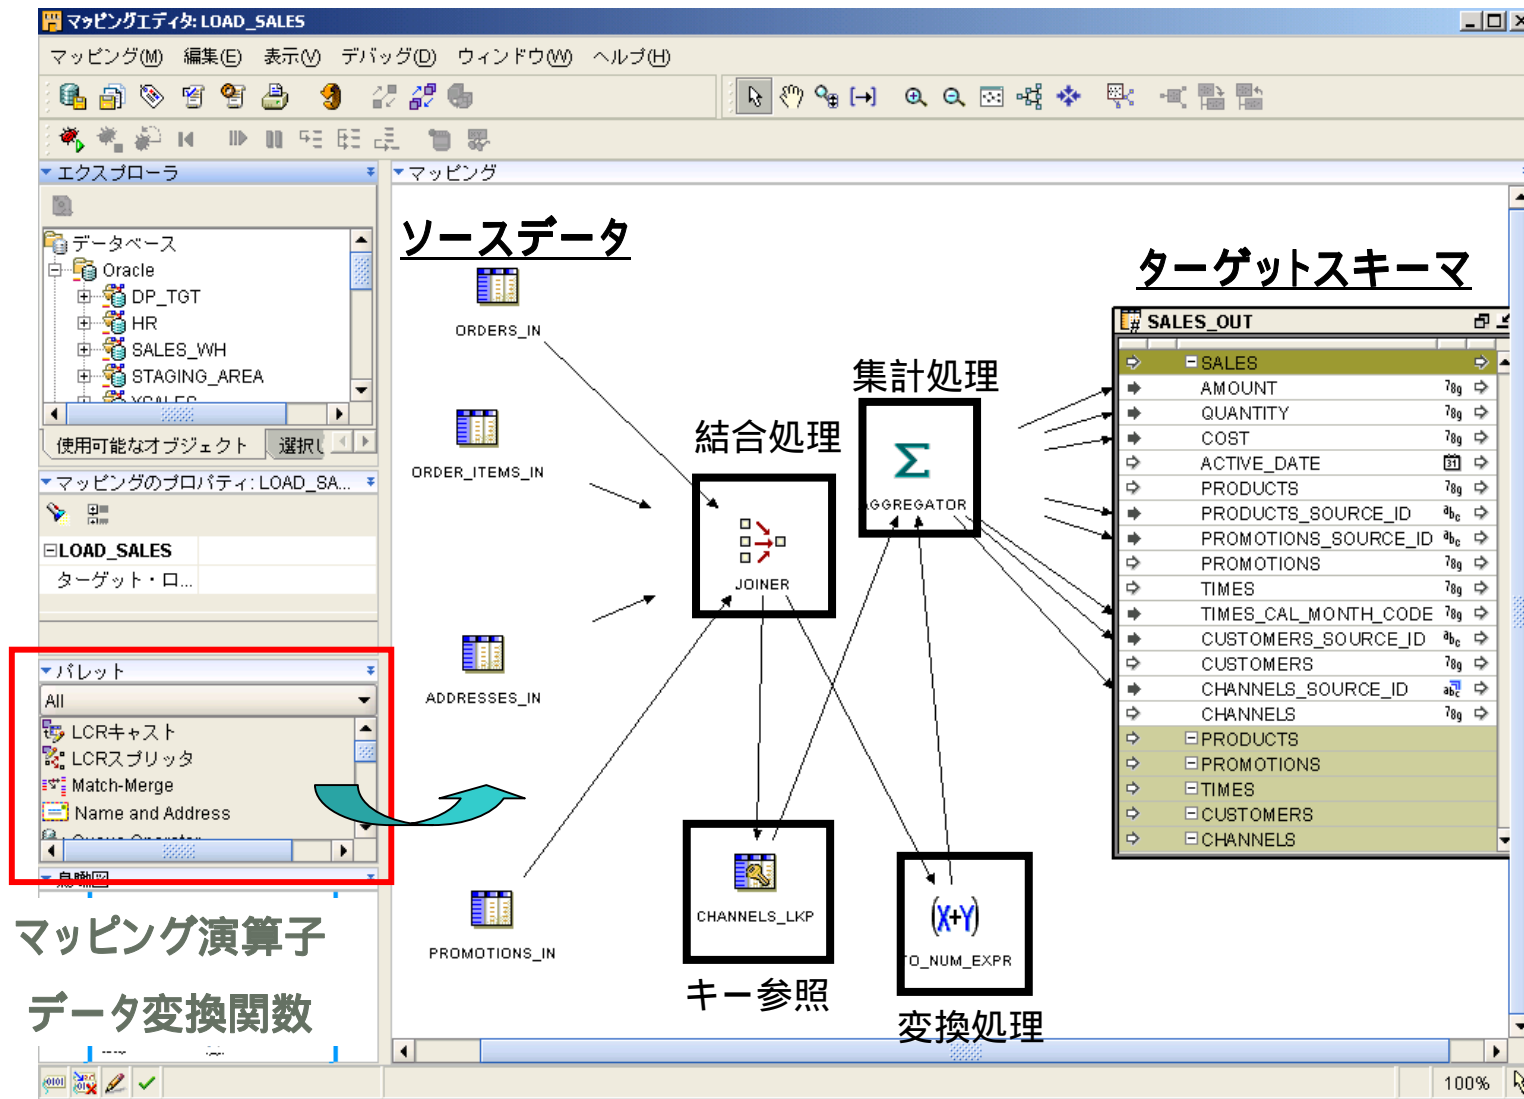 マッピングエディタ: LOAD_SALES
マッピング(M) 編集(E) 表示(V) デバッグ(D) ウィンドウ(W) ヘルプ(H)
エクスプローラ
データベース
Oracle
DP_TGT
HR
SALES_WH
STAGING_AREA
使用可能なオブジェクト
マッピングのプロパティ: LOAD_SA...
LOAD_SALES
ターゲット・ロ...
パレット
All
LCRキャスト
LCRスプリッタ
Match-Merge
Name and Address
マッピング演算子
データ変換関数
マッピング
ソースデータ
ORDERS_IN
ORDER_ITEMS_IN
ADDRESSES_IN
PROMOTIONS_IN
結合処理
JOINER
集計処理
AGGREGATOR
CHANNELS_LKP
キー参照
(X+Y)
TO_NUM_EXPR
変換処理
ターゲットスキーマ
SALES_OUT
SALES
AMOUNT
QUANTITY
COST
ACTIVE_DATE
PRODUCTS
PRODUCTS_SOURCE_ID
PROMOTIONS_SOURCE_ID
PROMOTIONS
TIMES
TIMES_CAL_MONTH_CODE
CUSTOMERS_SOURCE_ID
CUSTOMERS
CHANNELS_SOURCE_ID
CHANNELS
PRODUCTS
PROMOTIONS
TIMES
CUSTOMERS
CHANNELS
100%